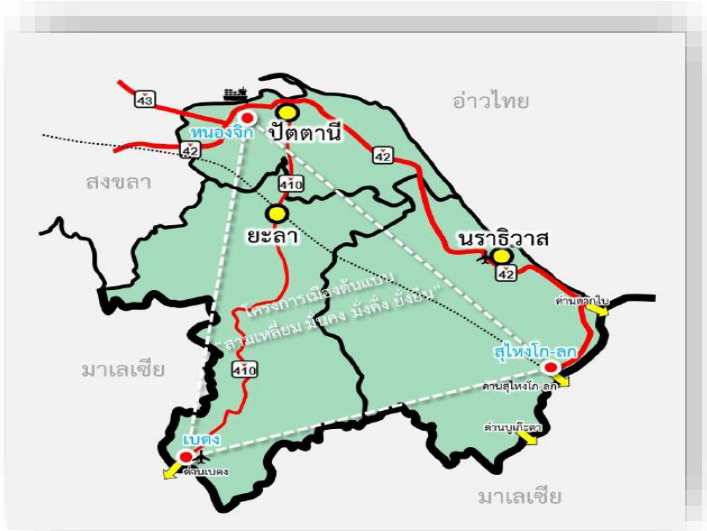 อ่าวไทย
43
หนองจิก
ปัตตานี
42
42
สงขลา
410
ยะลา
นราธิวาส
42
โครงการเมืองต้นแบบ
“สามเหลี่ยม มั่นคง มั่งคั่ง ยั่งยืน”
ด่านตากใบ
สุไหงโก-ลก
มาเลเซีย
410
ด่านสุไหงโก-ลก
เบตง
ด่านบูเก๊ะตา
ด่านเบตง
มาเลเซีย